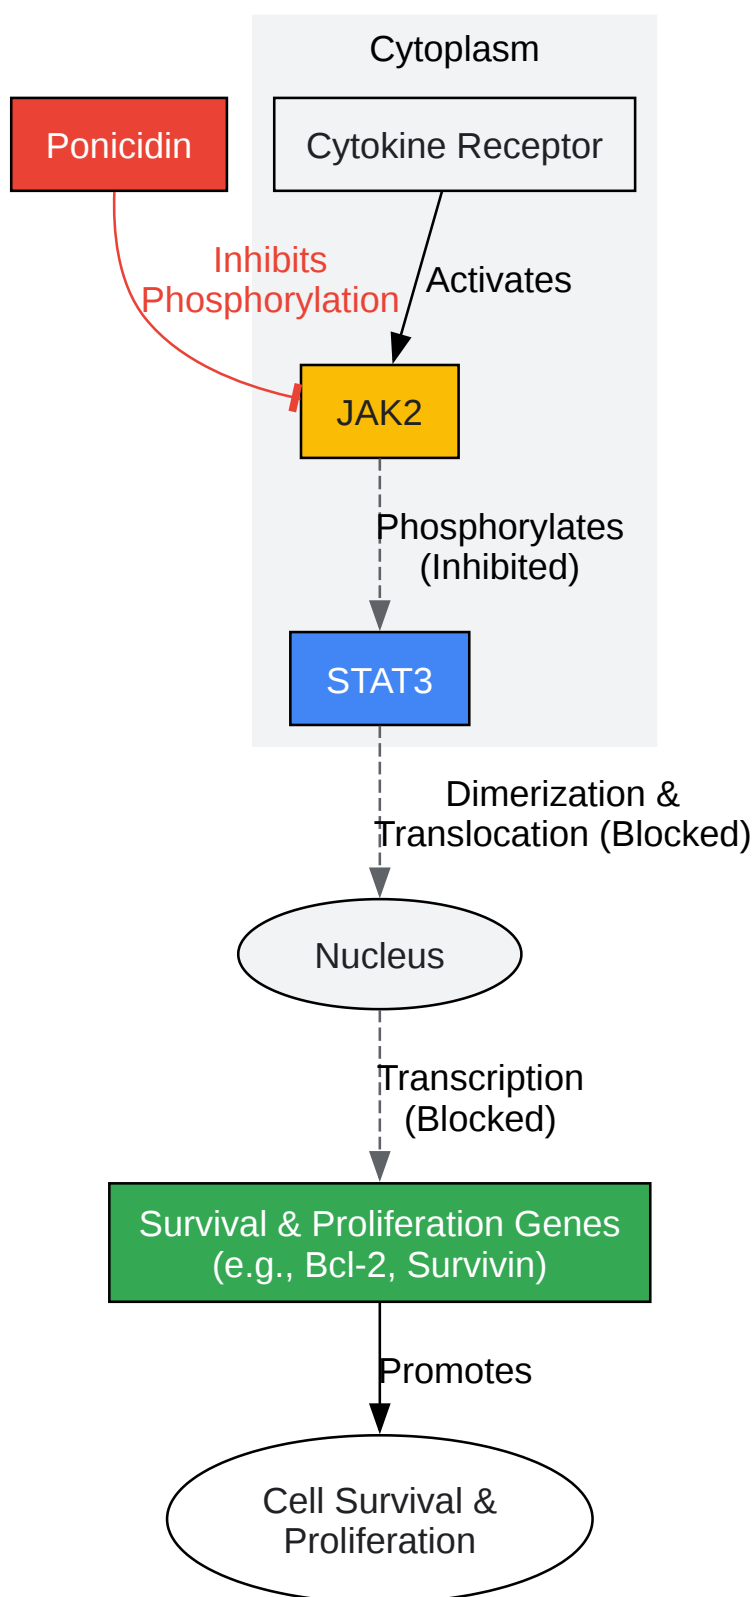 Cytoplasm
Ponicidin
Cytokine Receptor
Inhibits
Phosphorylation
Activates
JAK2
Phosphorylates
(Inhibited)
STAT3
Dimerization &
Translocation (Blocked)
Nucleus
Transcription
(Blocked)
Survival & Proliferation Genes
(e.g., Bcl-2, Survivin)
Promotes
Cell Survival &
Proliferation